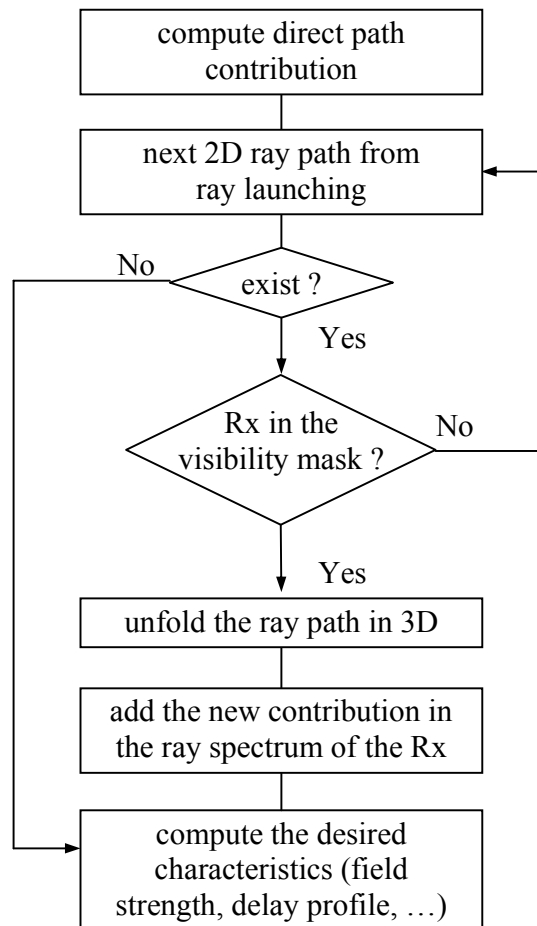 compute direct path
contribution
next 2D ray path from
ray launching
No
exist ?
Yes
Rx in the
visibility mask ?
No
Yes
unfold the ray path in 3D
add the new contribution in
the ray spectrum of the Rx
compute the desired
characteristics (field
strength, delay profile, …)